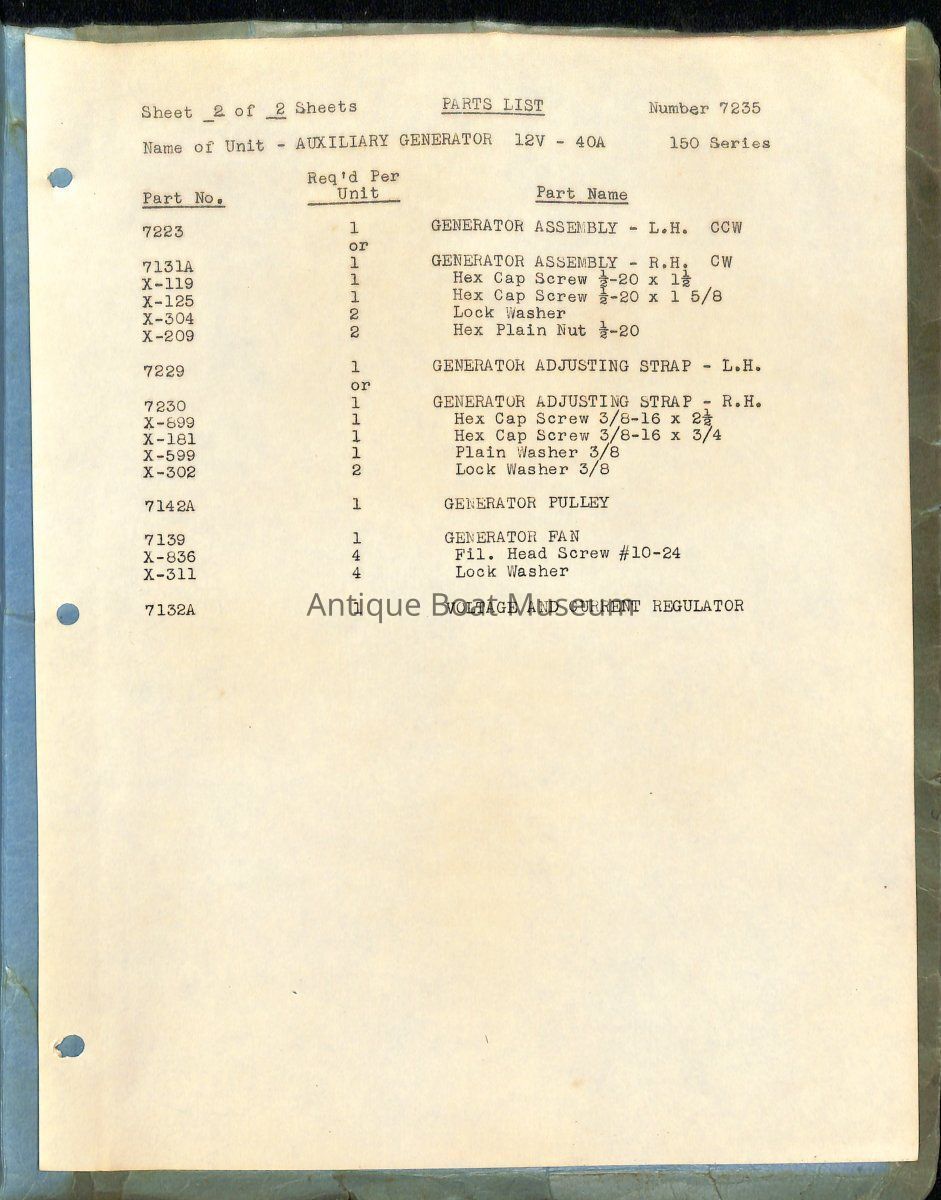 Sheet 2 of 2 Sheets PARTS LIST Number 7235
Name of Unit - AUXILIARY GENERATOR 12V - 40A 150 Series
Req'd Per
Part No. Unit Part Name
7223 1 GENERATOR ASSEMBLY - L.H. CCW
or
7131A 1 GENERATOR ASSEMBLY - R.H. CW
X-119 1 Hex Cap Screw ½-20 x 1½
X-125 1 Hex Cap Screw ½-20 x 1 5/8
X-304 2 Lock Washer
X-209 2 Hex Plain Nut ½-20
7229 1 GENERATOR ADJUSTING STRAP - L.H.
or
7230 1 GENERATOR ADJUSTING STRAP - R.H.
X-899 1 Hex Cap Screw 3/8-16 x 2½
X-181 1 Hex Cap Screw 3/8-16 x 3/4
X-599 1 Plain Washer 3/8
X-302 2 Lock Washer 3/8
7142A 1 GENERATOR PULLEY
7139 1 GENERATOR FAN
X-836 4 Fil. Head Screw #10-24
X-311 4 Lock Washer
7132A 1 VOLTAGE AND CURRENT REGULATOR
Antique Boat Museum